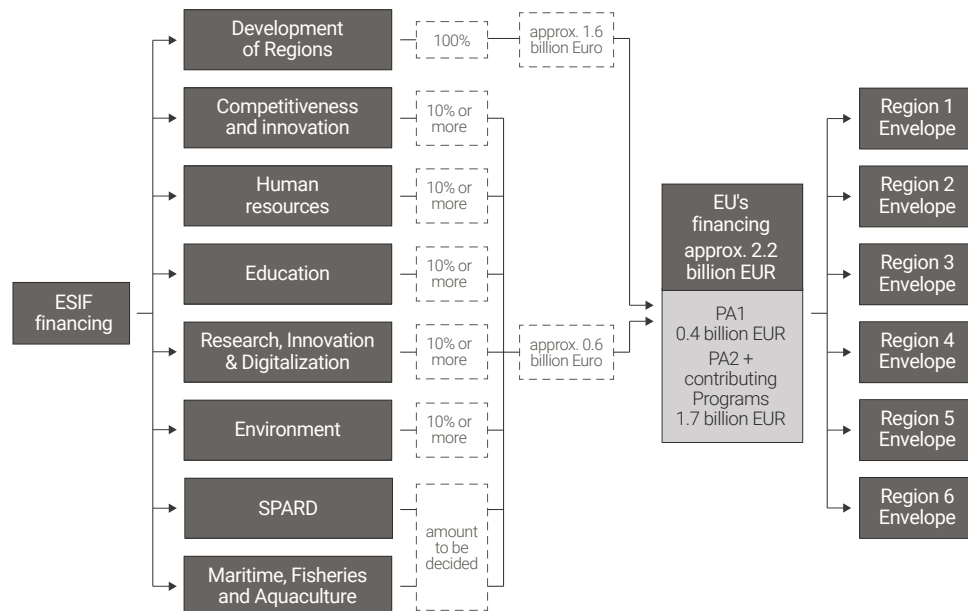 ESIF
financing
Development
of Regions
100%
approx. 1.6
billion Euro
Competitiveness
and innovation
10% or
more
Human
resources
10% or
more
Education
10% or
more
Research, Innovation
& Digitalization
10% or
more
approx. 0.6
billion Euro
Environment
10% or
more
SPARD
Maritime, Fisheries
and Aquaculture
amount
to be
decided
EU's
financing
approx. 2.2
billion EUR
PA1
0.4 billion EUR
PA2 +
contributing
Programs
1.7 billion EUR
Region 1
Envelope
Region 2
Envelope
Region 3
Envelope
Region 4
Envelope
Region 5
Envelope
Region 6
Envelope